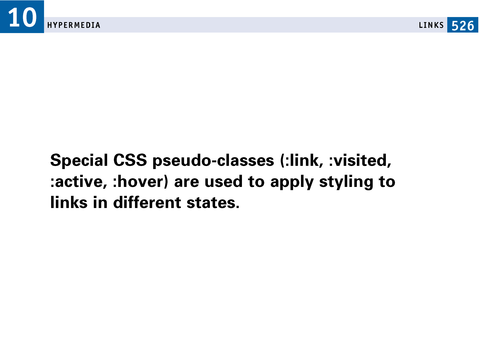 10 HYPERMEDIA LINKS 526
Special CSS pseudo-classes (:link, :visited,
:active, :hover) are used to apply styling to
links in different states.